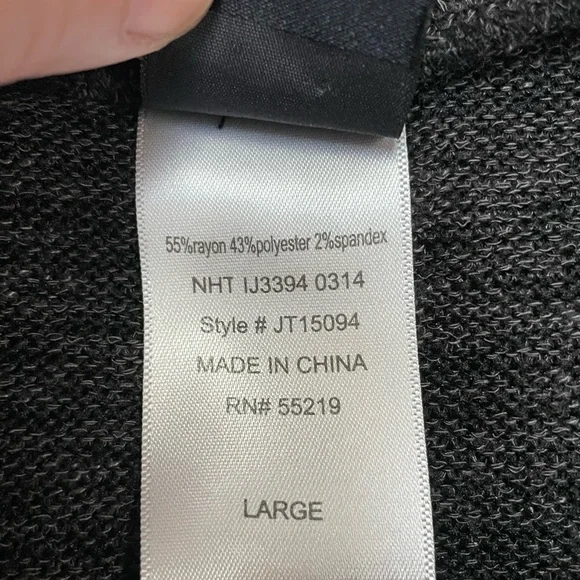 55%rayon 43%polyester 2%spandex
NHT IJ3394 0314
Style # JT15094
MADE IN CHINA
RN# 55219
LARGE